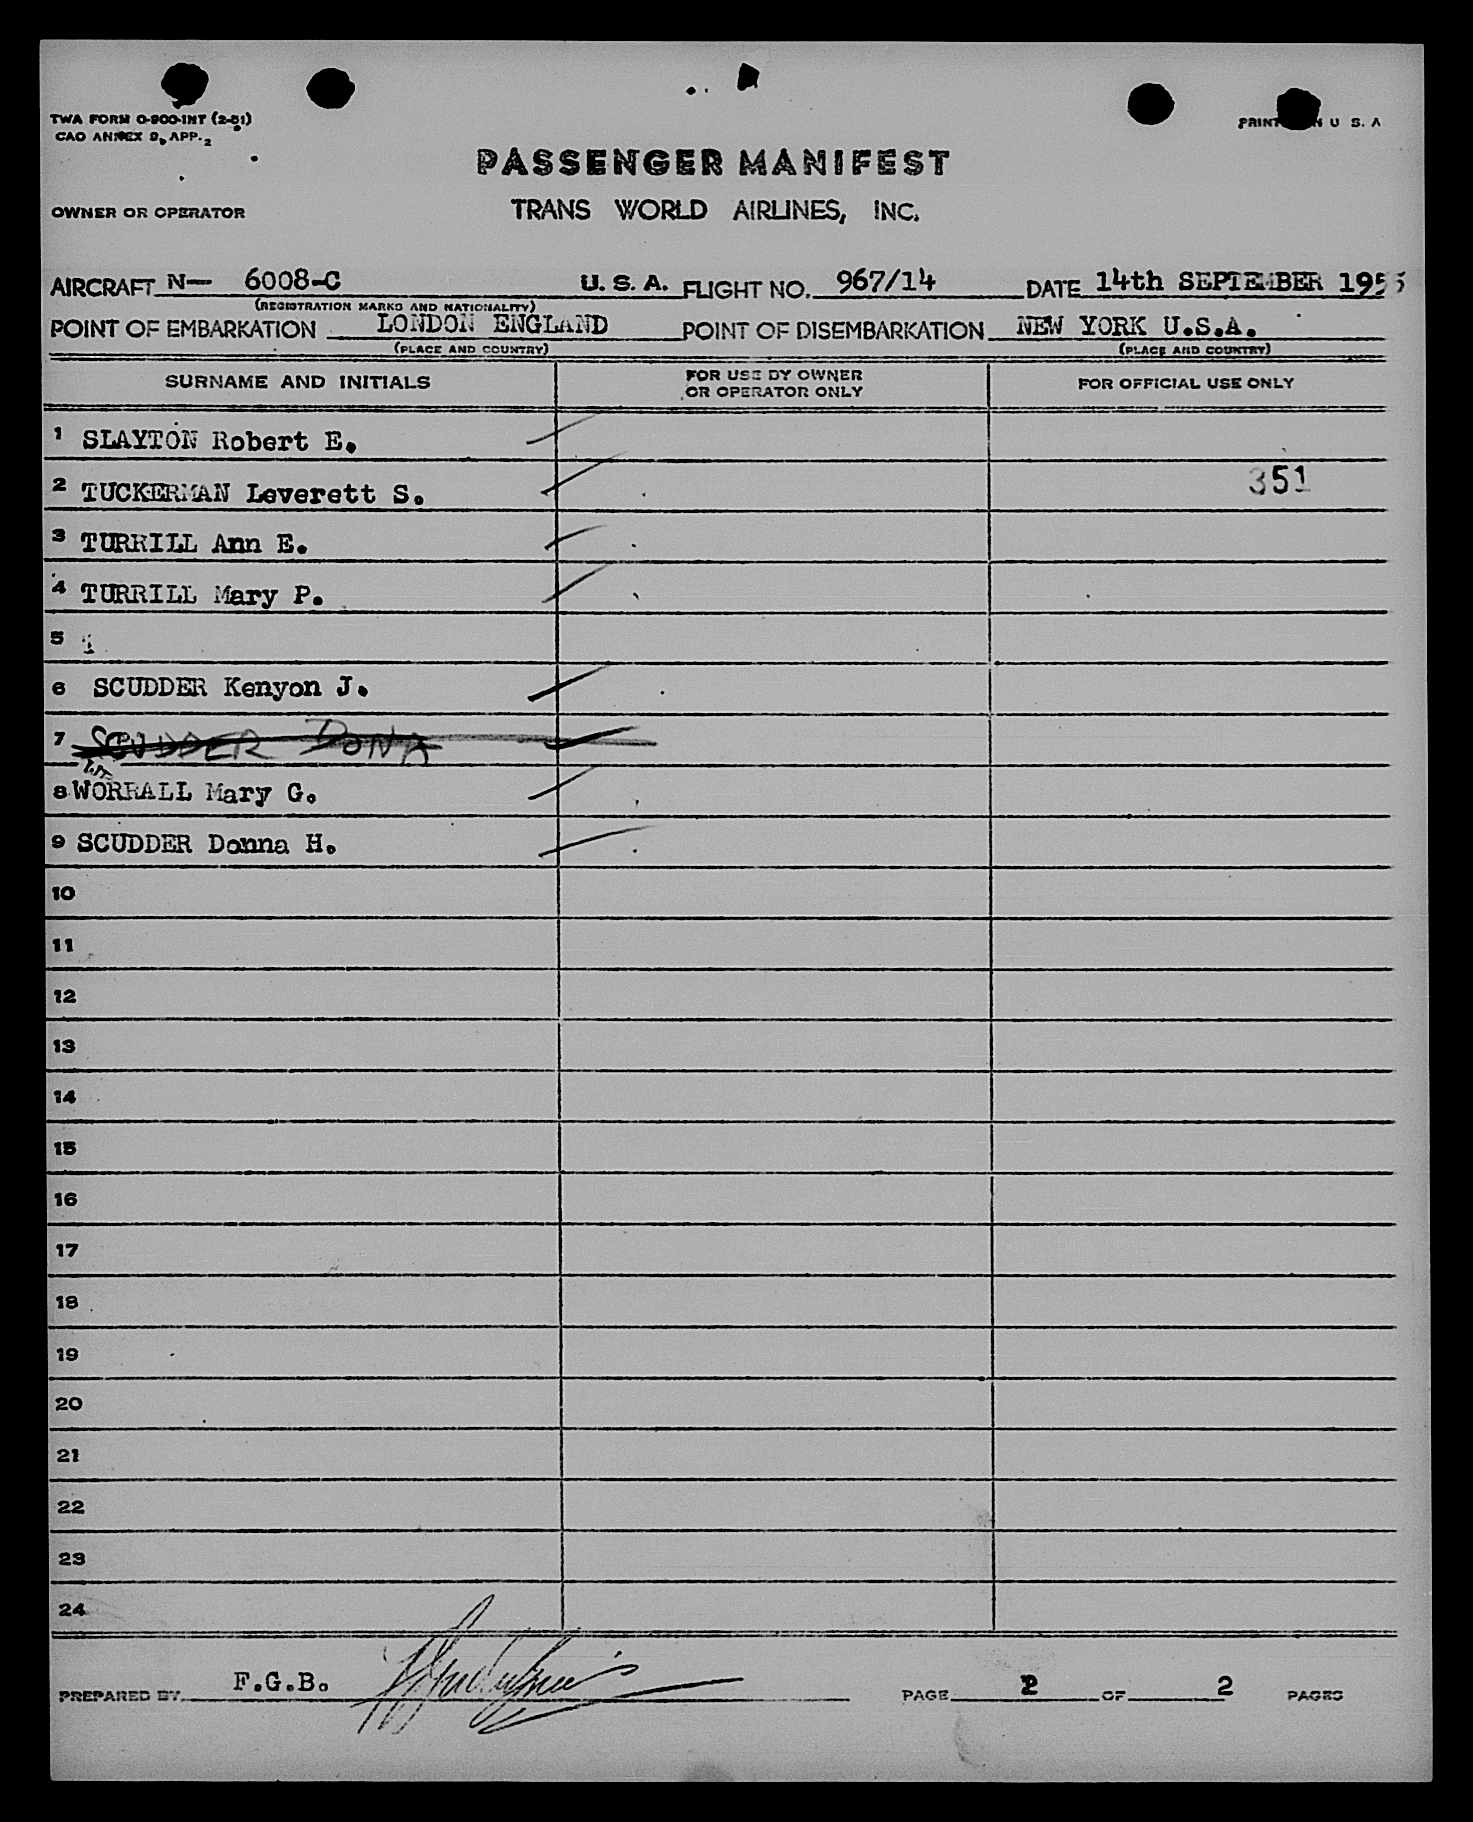 TWA FORM O-900-INT (2-51)
CAO ANNEX 9, APP. 2
PRINTED IN U S. A
PASSENGER MANIFEST
OWNER OR OPERATOR
TRANS WORLD AIRLINES, INC.
AIRCRAFT N— 6008-C U. S. A. FLIGHT NO. 967/14 DATE 14th SEPTEMBER 195
(REGISTRATION MARKS AND NATIONALITY)
POINT OF EMBARKATION LONDON ENGLAND POINT OF DISEMBARKATION NEW YORK U.S.A.
(PLACE AND COUNTRY) (PLACE AND COUNTRY)
SURNAME AND INITIALS FOR USE BY OWNER OR OPERATOR ONLY FOR OFFICIAL USE ONLY
1 SLAYTON Robert E.
2 TUCKERMAN Leverett S. 351
3 TURRILL Ann E.
4 TURRILL Mary P.
5
6 SCUDDER Kenyon J.
7 SCUDDER DONA
8 WORRALL Mary G.
9 SCUDDER Donna H.
10
11
12
13
14
15
16
17
18
19
20
21
22
23
24
PREPARED BY F.G.B. PAGE 2 OF 2 PAGES